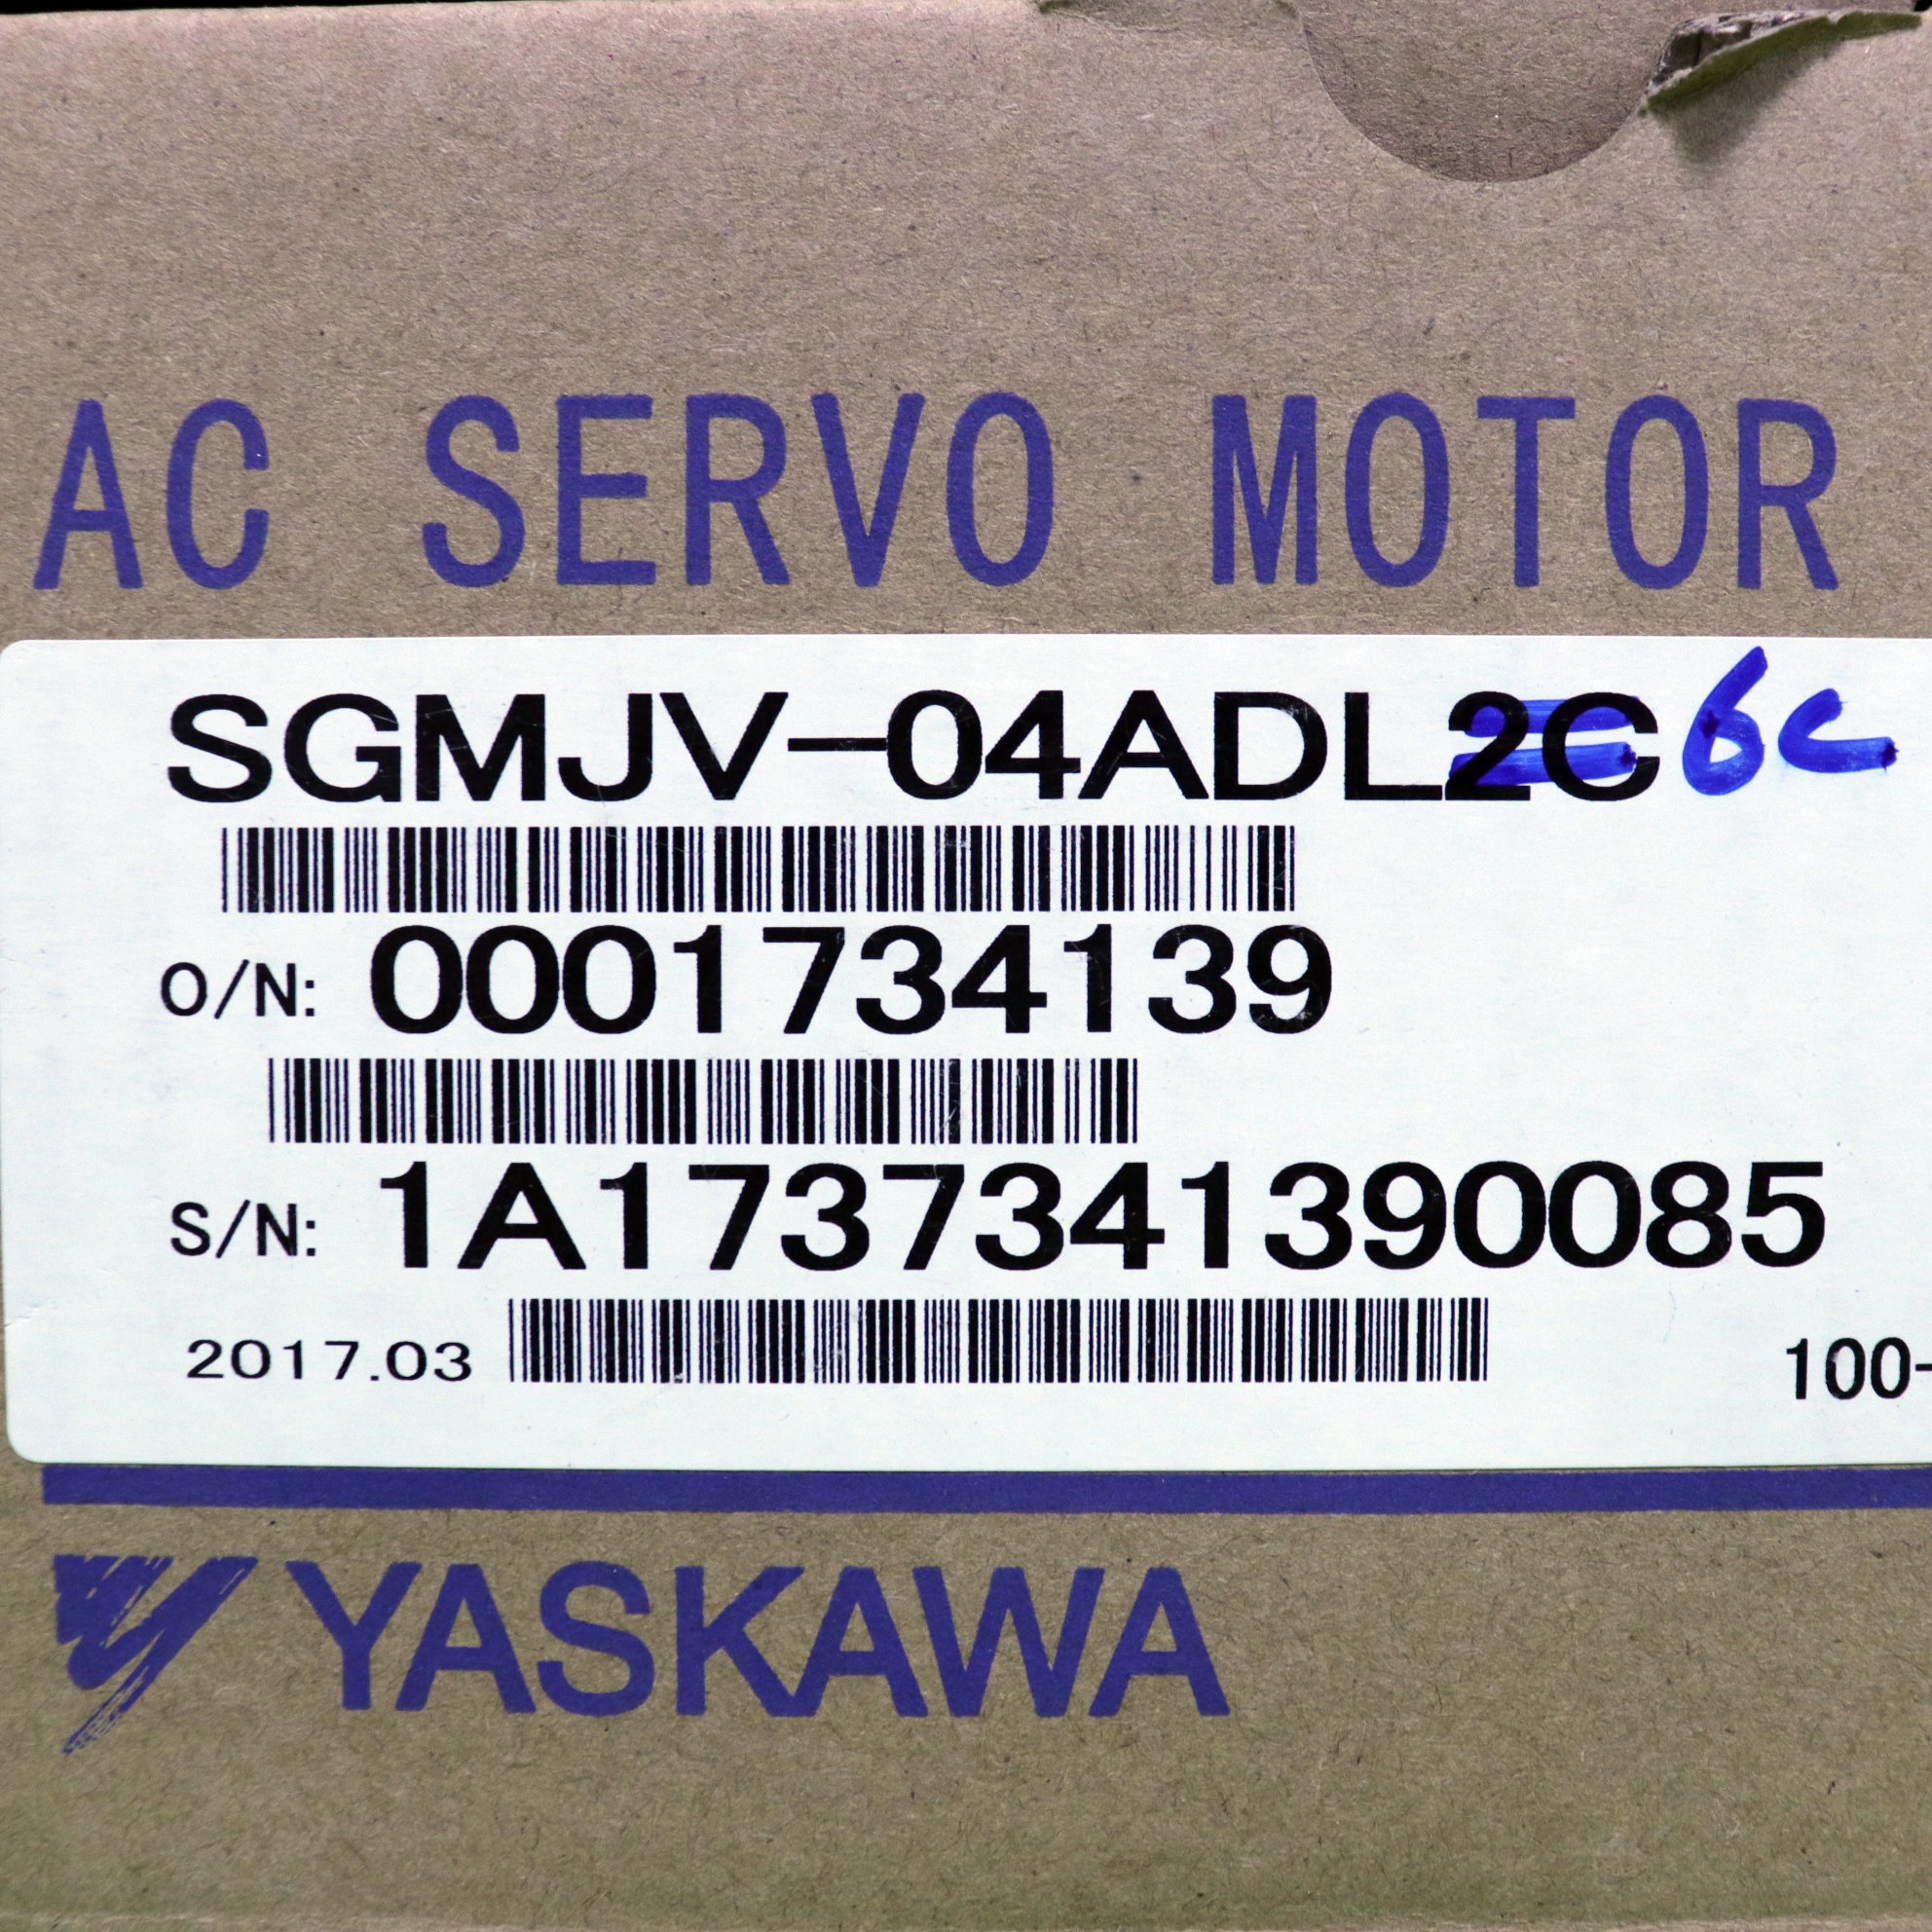 AC SERVO MOTOR
SGMJV-04ADL2C 6C
O/N: 0001734139
S/N: 1A1737341390085
2017.03 100-
YASKAWA